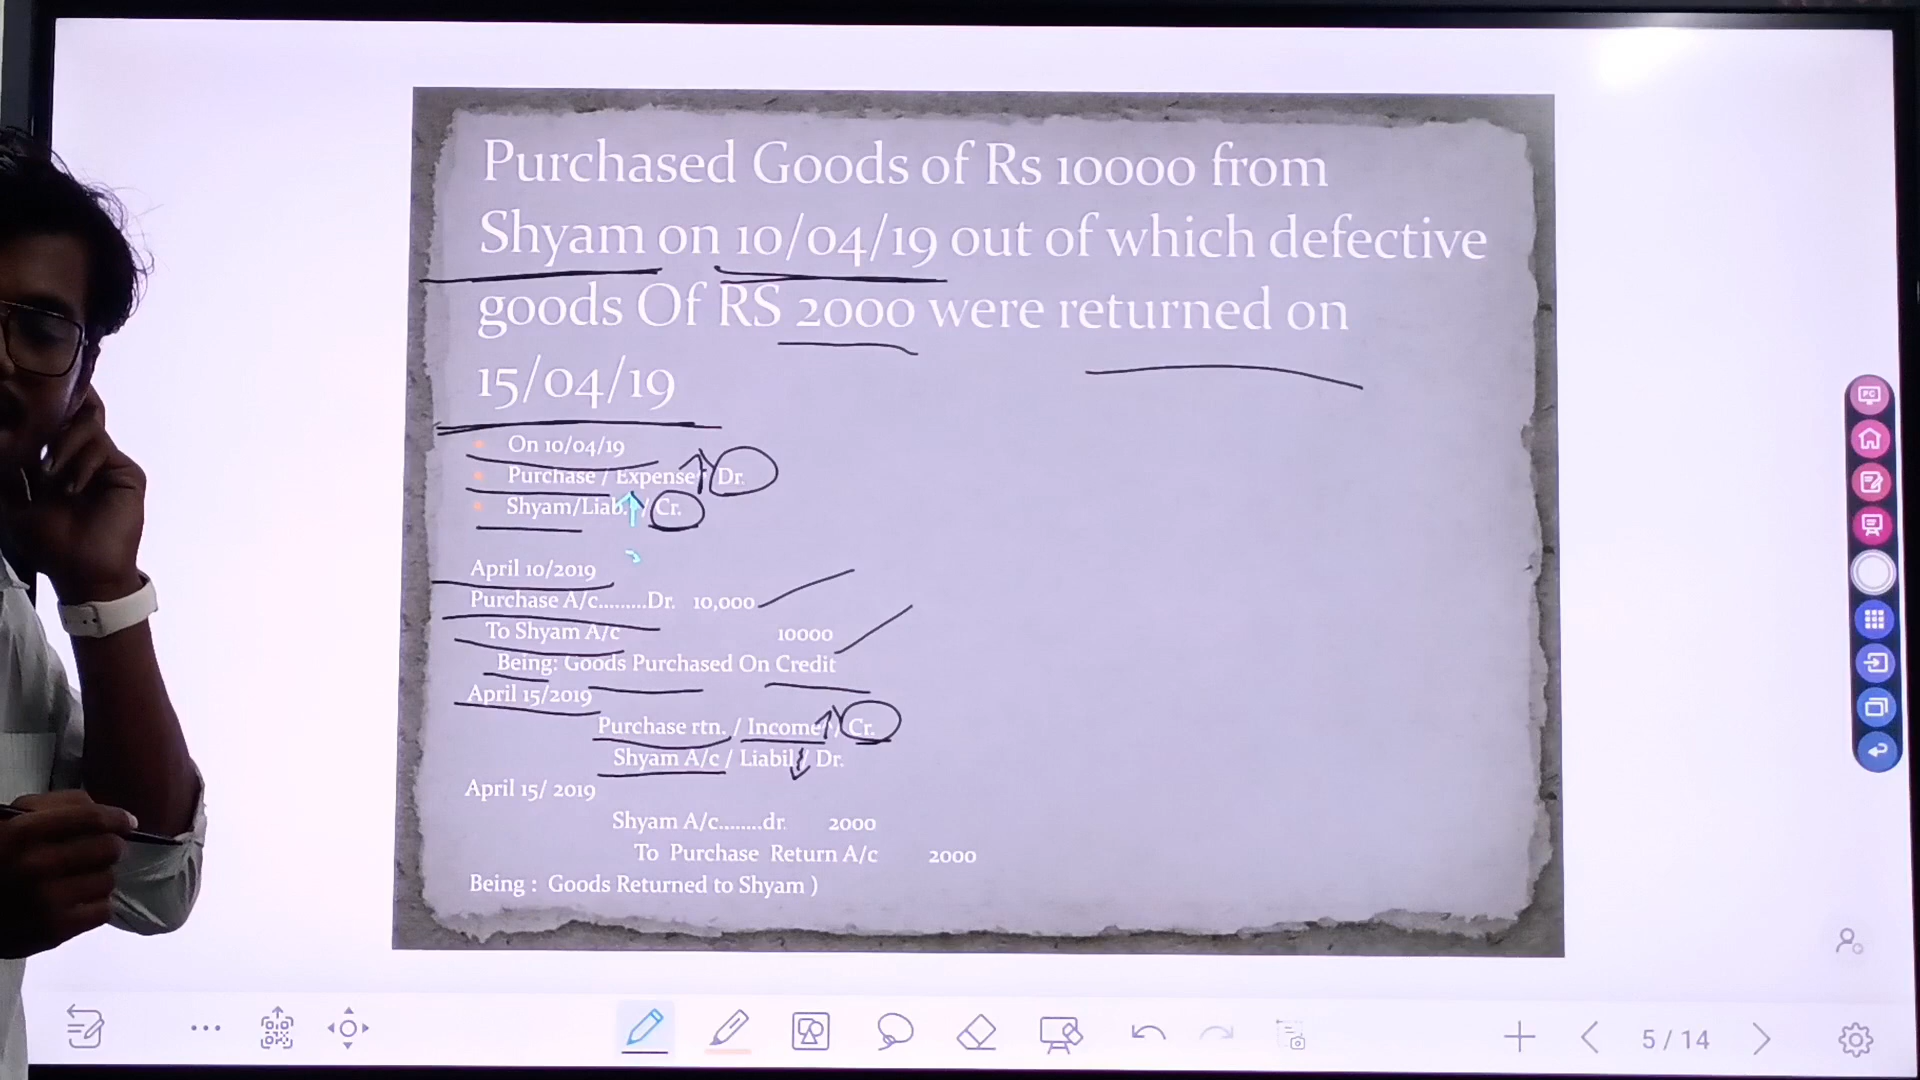 Purchased Goods of Rs 10000 from
Shyam on 10/04/19 out of which defective
goods Of RS 2000 were returned on
15/04/19
On 10/04/19
Purchase / Expense / Dr.
Shyam/Liab. / Cr.
April 10/2019
Purchase A/c.........Dr. 10,000
To Shyam A/c 10000
Being: Goods Purchased On Credit
April 15/2019
Purchase rtn. / Income / Cr.
Shyam A/c / Liabil / Dr.
April 15/ 2019
Shyam A/c........dr. 2000
To Purchase Return A/c 2000
Being : Goods Returned to Shyam )
PC
5 / 14